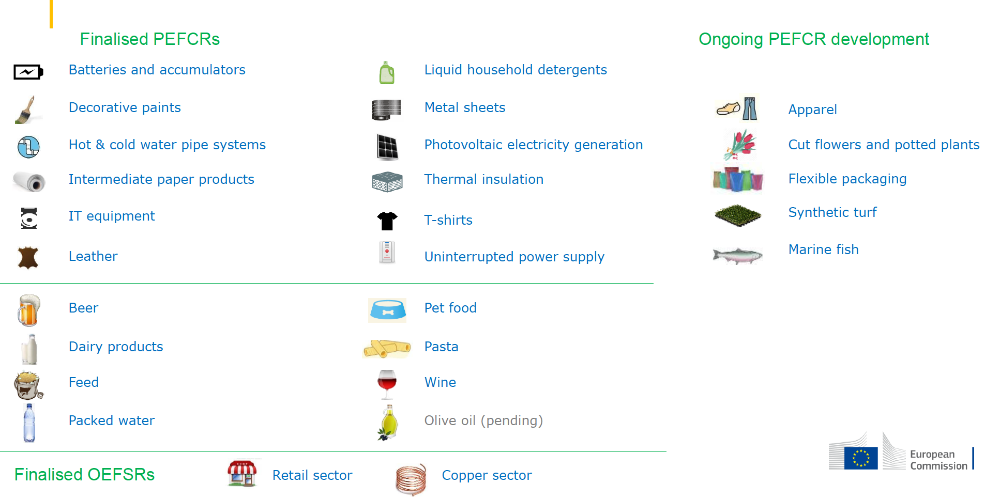 Finalised PEFCRs
Ongoing PEFCR development
Batteries and accumulators
Liquid household detergents
Decorative paints
Metal sheets
Apparel
Hot & cold water pipe systems
Photovoltaic electricity generation
Cut flowers and potted plants
Intermediate paper products
Thermal insulation
Flexible packaging
IT equipment
T-shirts
Synthetic turf
Leather
Uninterrupted power supply
Marine fish
Beer
Pet food
Dairy products
Pasta
Feed
Wine
Packed water
Olive oil (pending)
Finalised OEFSRs
SHOP
Retail sector
Copper sector
European
Commission